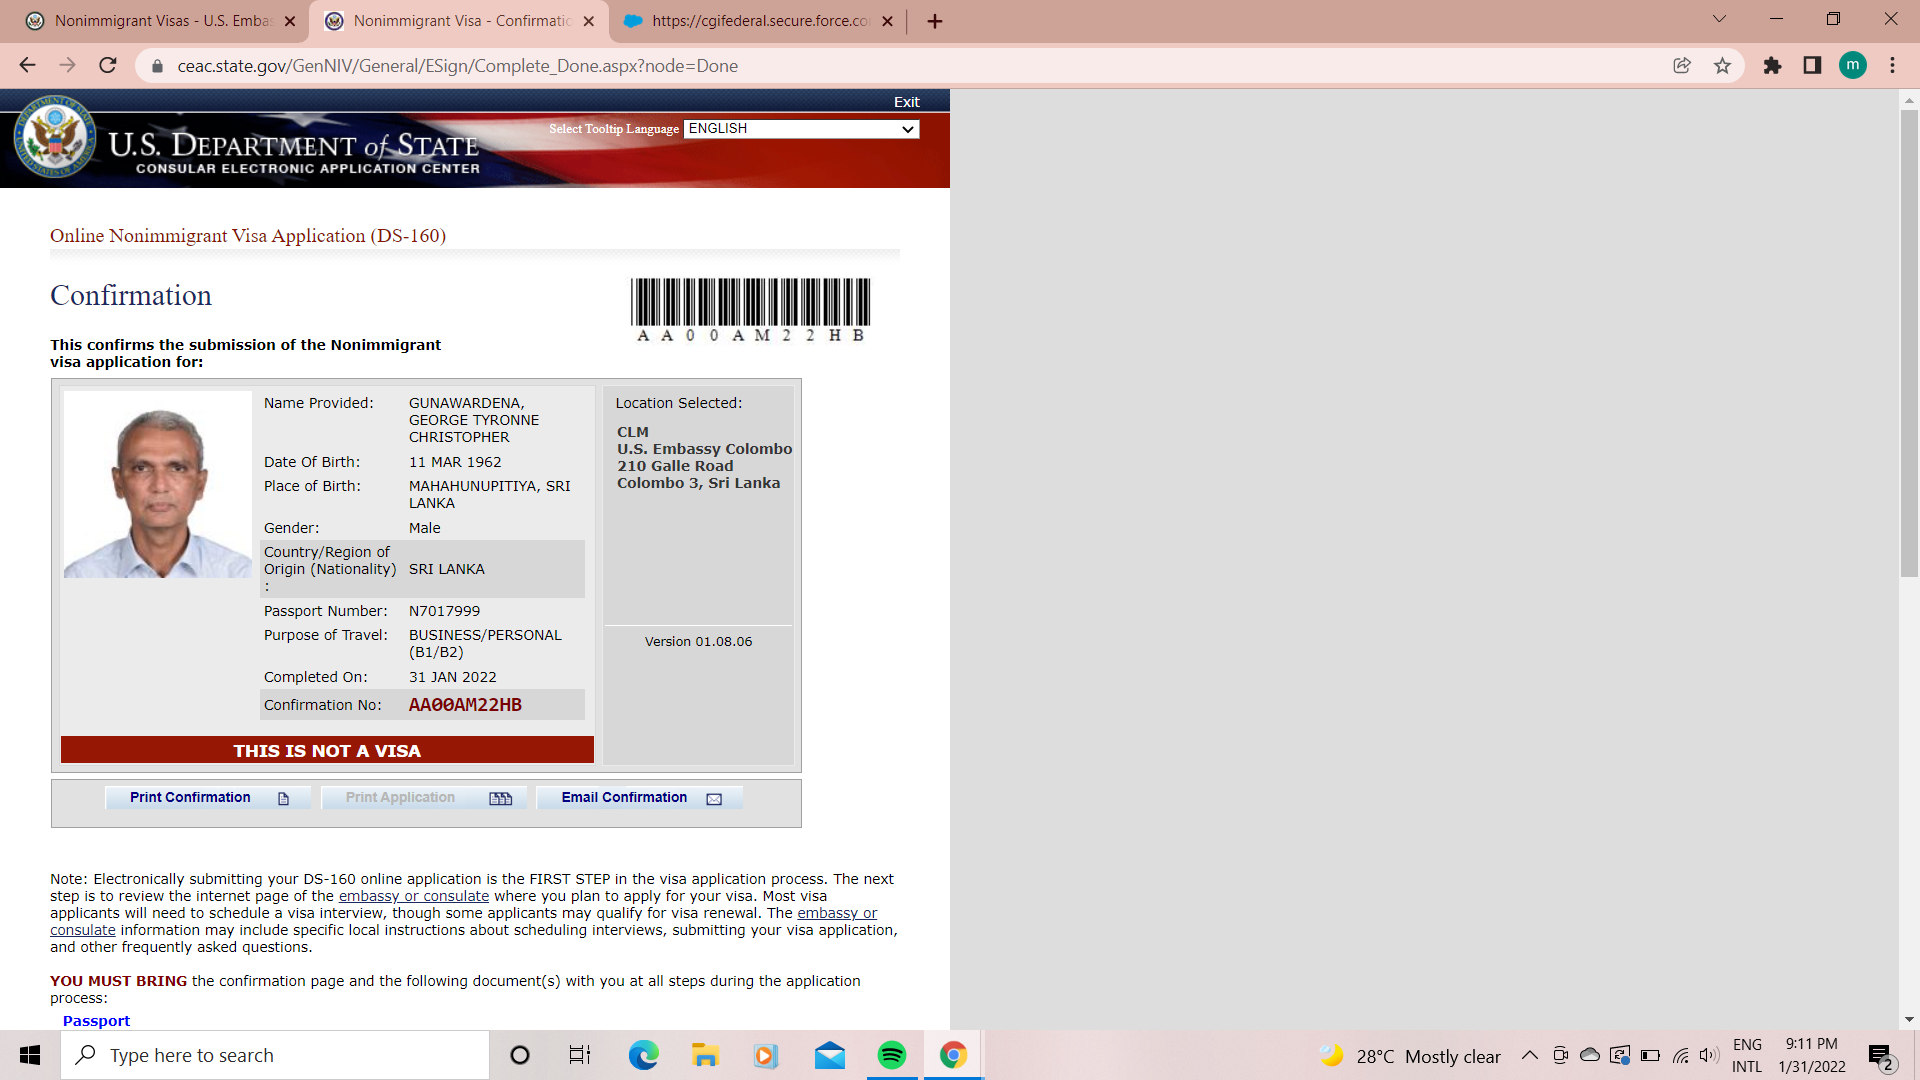 Nonimmigrant Visas - U.S. Embas
Nonimmigrant Visa - Confirmatio
https://cgifederal.secure.force.co
ceac.state.gov/GenNIV/General/ESign/Complete_Done.aspx?node=Done
m
Exit
Select Tooltip Language ENGLISH
U.S. DEPARTMENT of STATE
CONSULAR ELECTRONIC APPLICATION CENTER
Online Nonimmigrant Visa Application (DS-160)
Confirmation
AA00AM22HB
This confirms the submission of the Nonimmigrant
visa application for:
Name Provided: GUNAWARDENA,
GEORGE TYRONNE
CHRISTOPHER
Date Of Birth: 11 MAR 1962
Place of Birth: MAHAHUNUPITIYA, SRI
LANKA
Gender: Male
Country/Region of
Origin (Nationality) SRI LANKA
:
Passport Number: N7017999
Purpose of Travel: BUSINESS/PERSONAL
(B1/B2)
Completed On: 31 JAN 2022
Confirmation No: AA00AM22HB
THIS IS NOT A VISA
Location Selected:
CLM
U.S. Embassy Colombo
210 Galle Road
Colombo 3, Sri Lanka
Version 01.08.06
Print Confirmation
Print Application
Email Confirmation
Note: Electronically submitting your DS-160 online application is the FIRST STEP in the visa application process. The next
step is to review the internet page of the embassy or consulate where you plan to apply for your visa. Most visa
applicants will need to schedule a visa interview, though some applicants may qualify for visa renewal. The embassy or
consulate information may include specific local instructions about scheduling interviews, submitting your visa application,
and other frequently asked questions.
YOU MUST BRING the confirmation page and the following document(s) with you at all steps during the application
process:
Passport
Type here to search
28°C Mostly clear
ENG
INTL
9:11 PM
1/31/2022
2